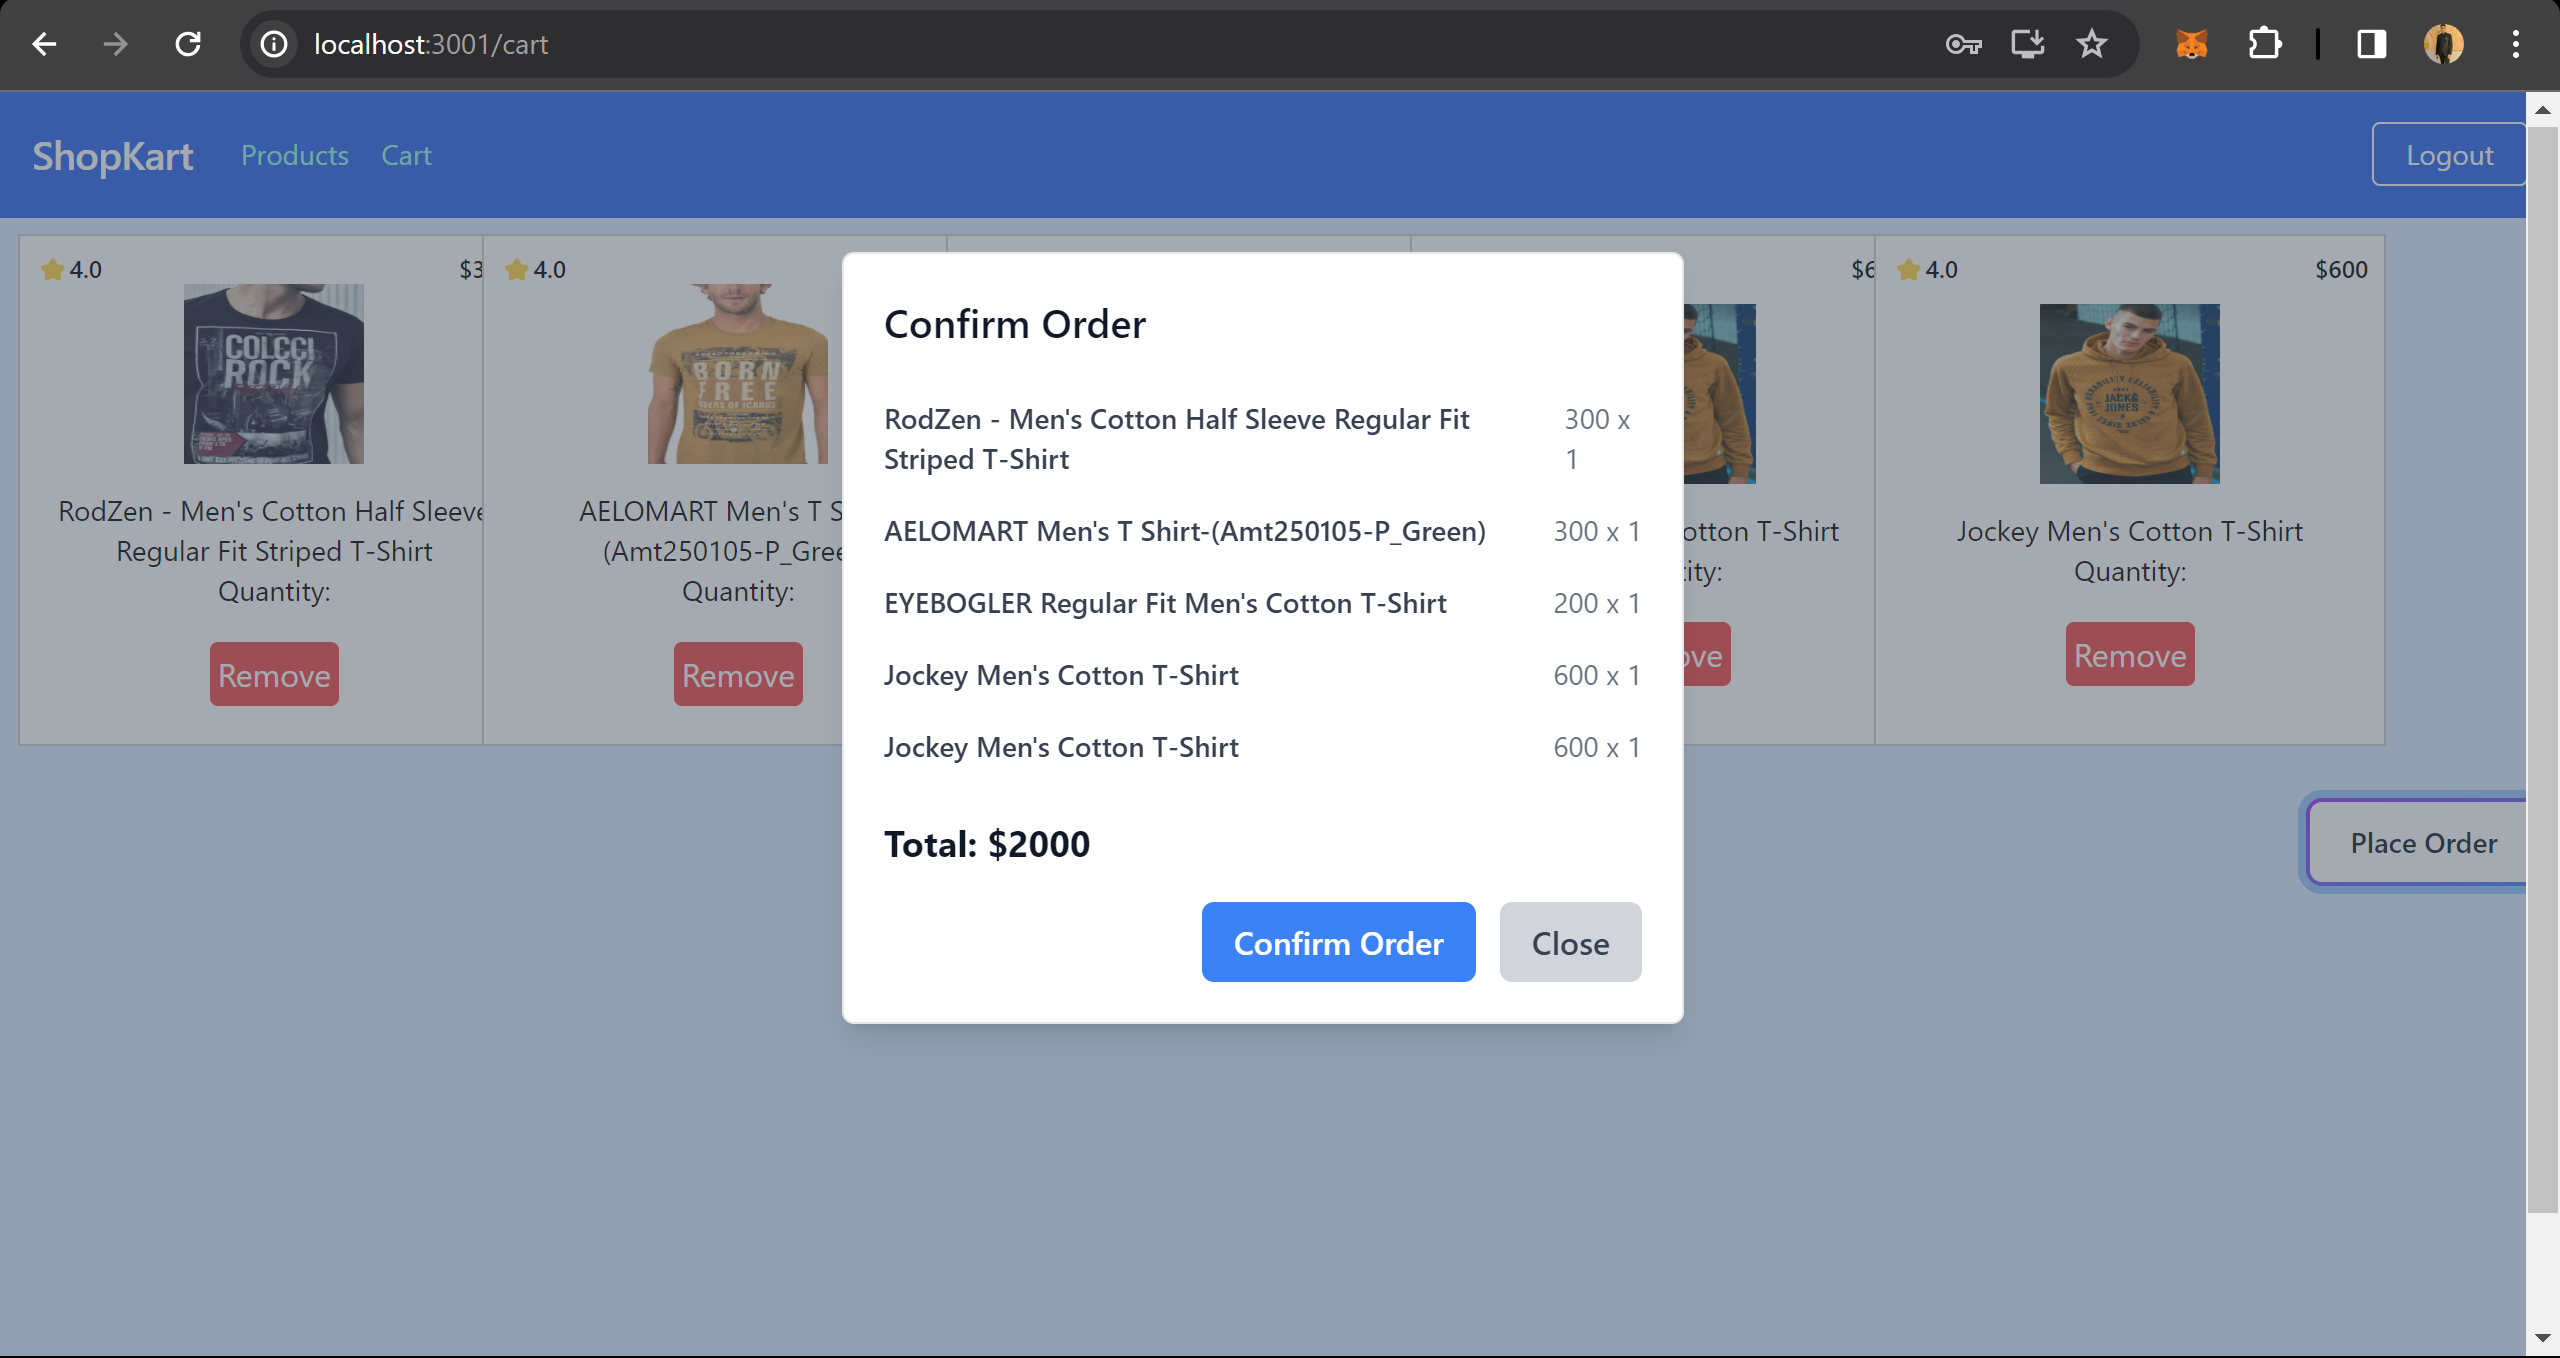 localhost:3001/cart
ShopKart Products Cart Logout
4.0 $3
4.0
$6
4.0 $600
COLCCI
ROCK
BORN
FREE
JACK&
JONES
RodZen - Men's Cotton Half Sleeve
Regular Fit Striped T-Shirt
Quantity:
Remove
AELOMART Men's T S
(Amt250105-P_Gree
Quantity:
Remove
otton T-Shirt
ity:
ove
Jockey Men's Cotton T-Shirt
Quantity:
Remove
Confirm Order
RodZen - Men's Cotton Half Sleeve Regular Fit 300 x
Striped T-Shirt 1
AELOMART Men's T Shirt-(Amt250105-P_Green) 300 x 1
EYEBOGLER Regular Fit Men's Cotton T-Shirt 200 x 1
Jockey Men's Cotton T-Shirt 600 x 1
Jockey Men's Cotton T-Shirt 600 x 1
Total: $2000
Confirm Order Close
Place Order